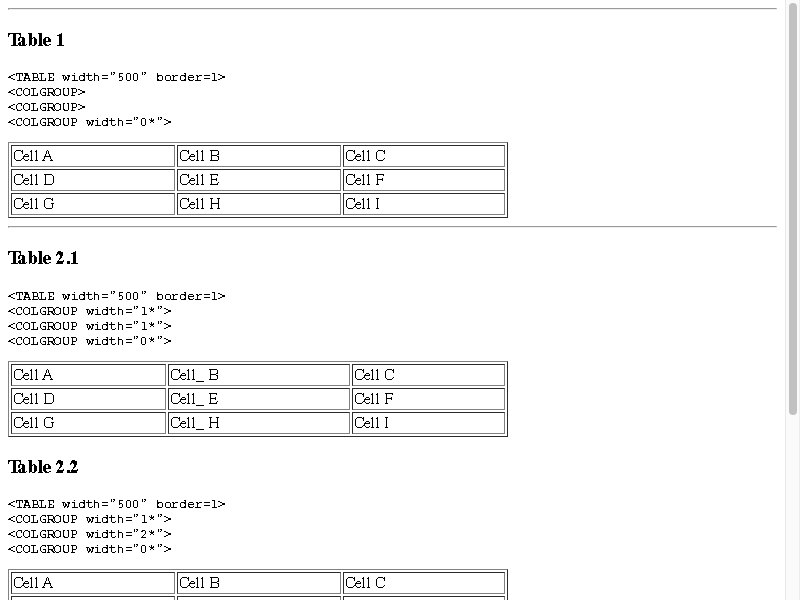 Table 1
<TABLE width="500" border=1>
<COLGROUP>
<COLGROUP>
<COLGROUP width="0*">
Cell A Cell B Cell C
Cell D Cell E Cell F
Cell G Cell H Cell I
Table 2.1
<TABLE width="500" border=1>
<COLGROUP width="1*">
<COLGROUP width="1*">
<COLGROUP width="0*">
Cell A Cell_ B Cell C
Cell D Cell_ E Cell F
Cell G Cell_ H Cell I
Table 2.2
<TABLE width="500" border=1>
<COLGROUP width="1*">
<COLGROUP width="2*">
<COLGROUP width="0*">
Cell A Cell B Cell C